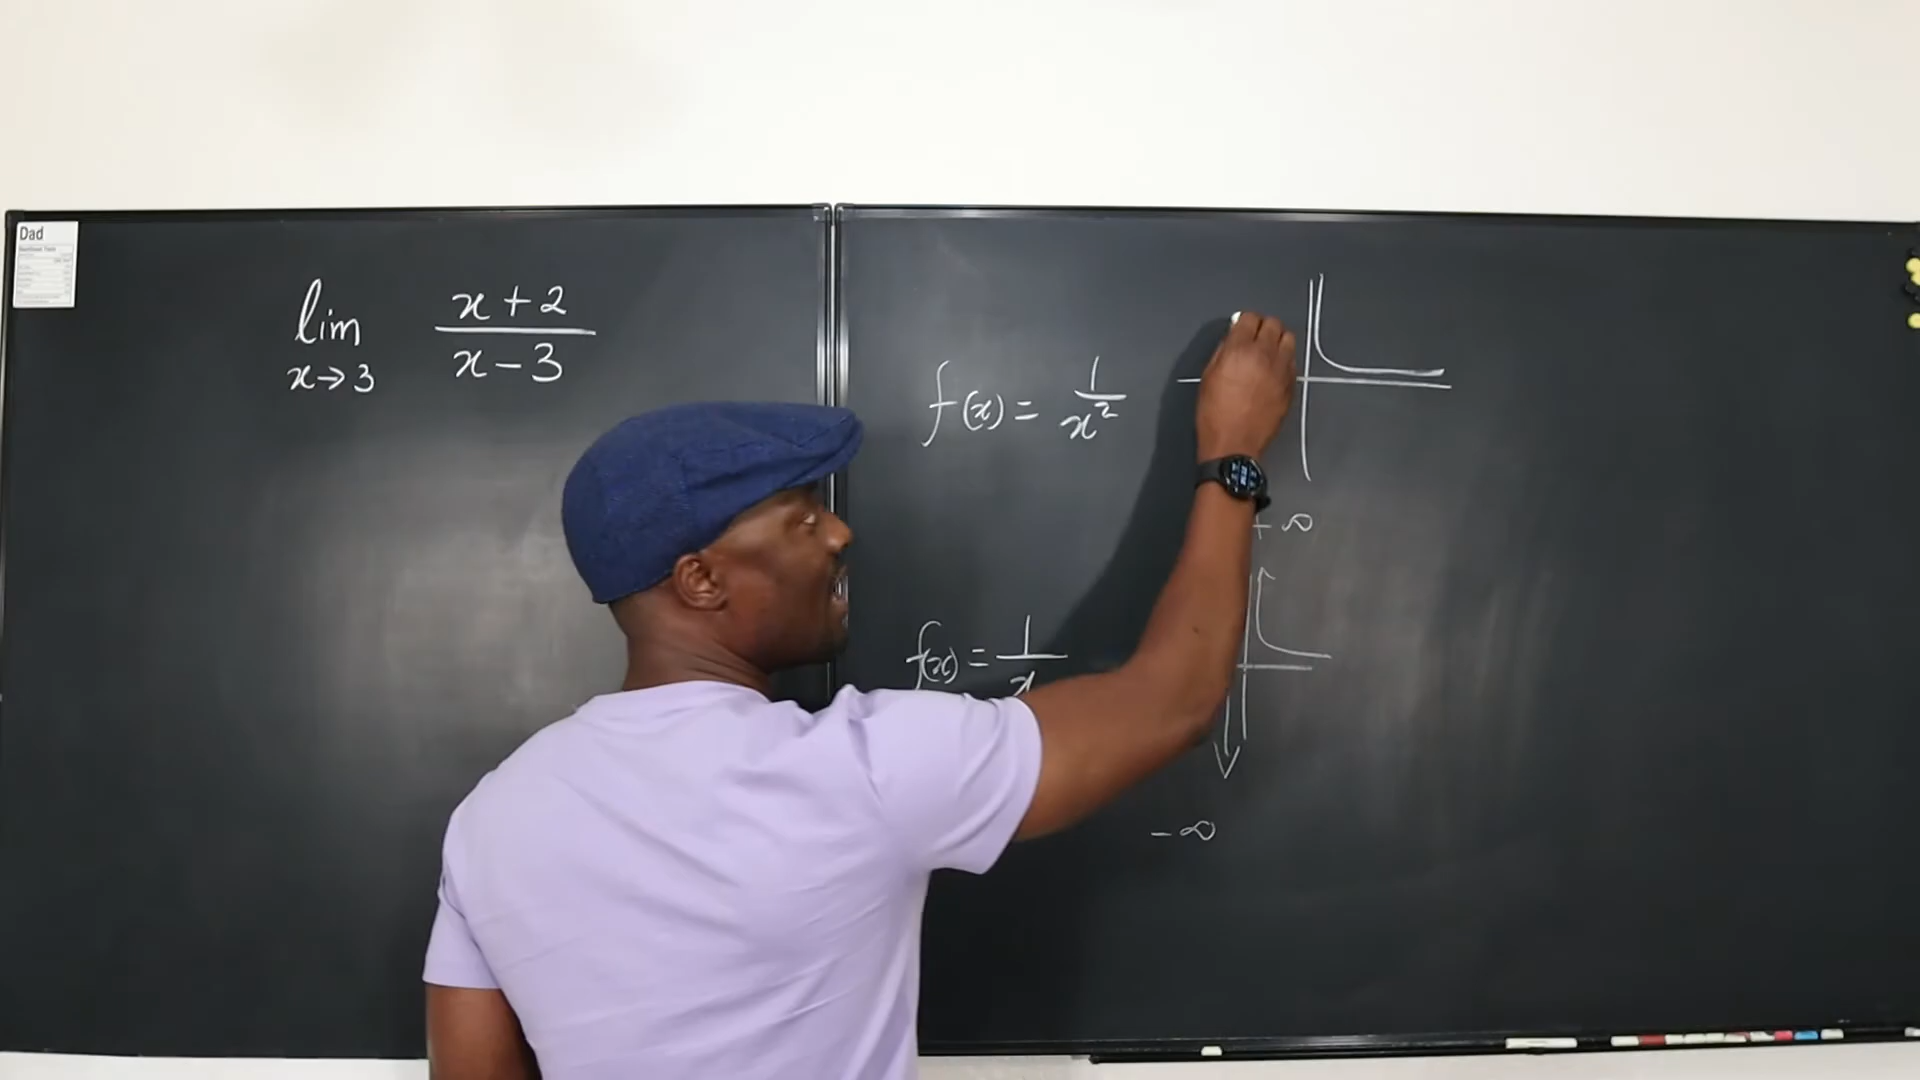 Dad
lim x→3 (x+2)/(x-3)
f(x) = 1/x²
+∞
f(x) = 1/x
-∞